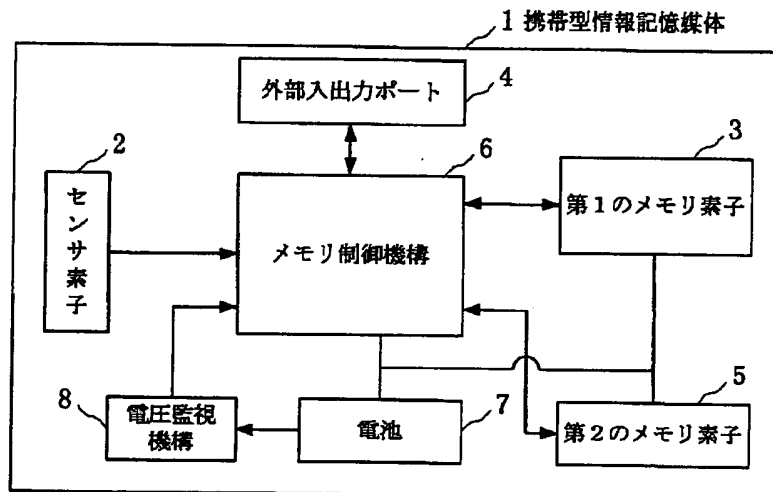 1 携帯型情報記憶媒体
外部入出力ポート
4
2
6
3
センサ素子
メモリ制御機構
第1のメモリ素子
8
電圧監視
機構
電池
7
5
第2のメモリ素子